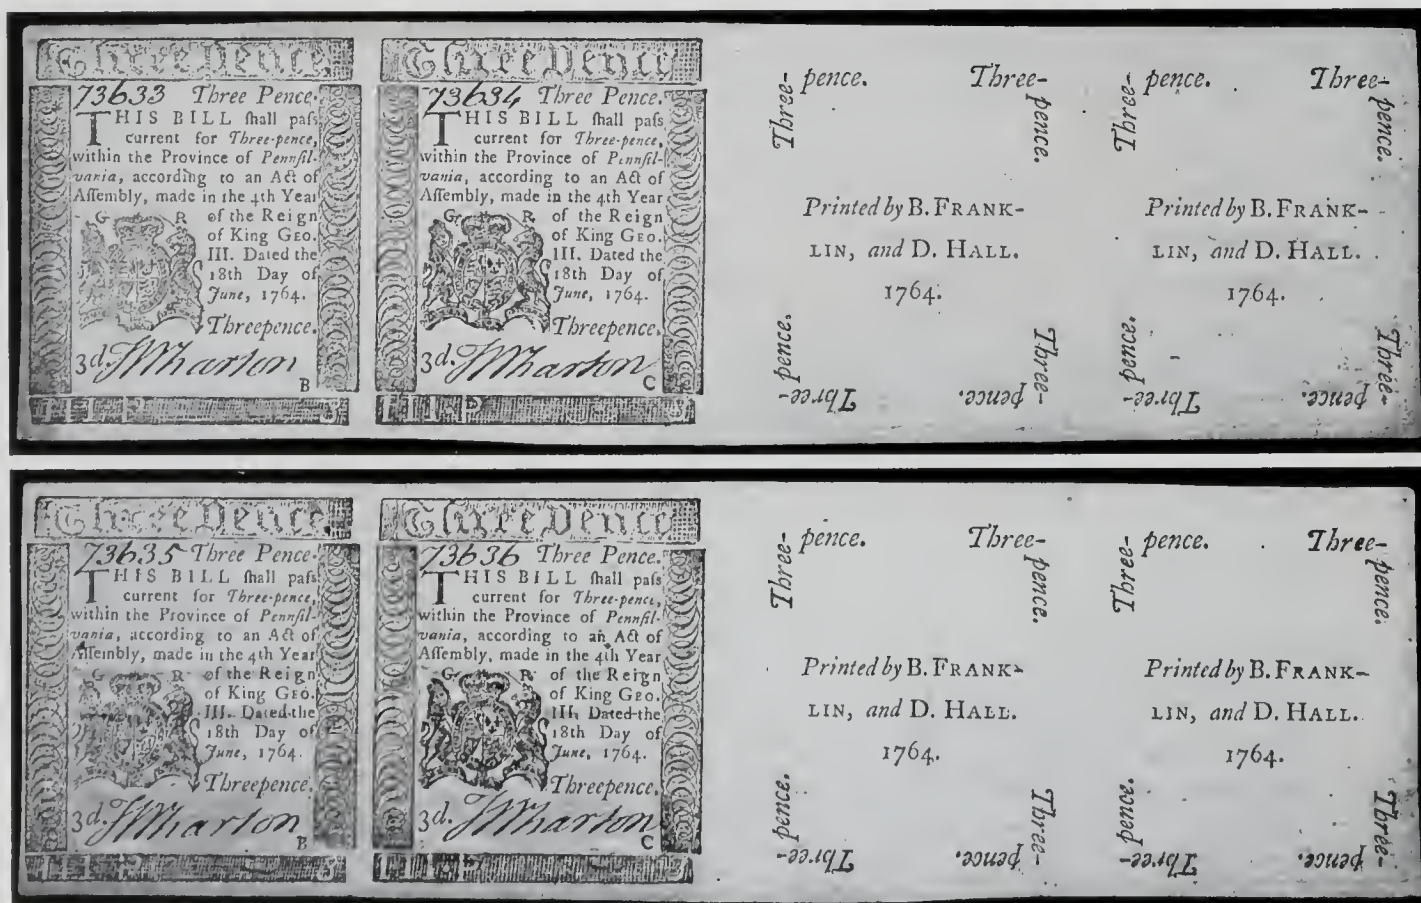 Three Pence
73633 Three Pence.
THIS BILL ſhall paſs
current for Three-pence,
within the Province of Pennſil-
vania, according to an Act of
Aſſembly, made in the 4th Year
G R of the Reign
of King GEO.
III. Dated the
18th Day of
June, 1764.
Threepence.
3d. Wharton
B
III P 3
Three Pence
73634 Three Pence.
THIS BILL ſhall paſs
current for Three-pence,
within the Province of Pennſil-
vania, according to an Act of
Aſſembly, made in the 4th Year
G R of the Reign
of King GEO.
III. Dated the
18th Day of
June, 1764.
Threepence.
3d. Wharton
C
III P 3
Three-pence. Three-pence.
Printed by B. FRANK-
LIN, and D. HALL.
1764.
Three-pence. Three-pence.
Three-pence. Three-pence.
Printed by B. FRANK-
LIN, and D. HALL.
1764.
Three-pence. Three-pence.
Three Pence
73635 Three Pence.
THIS BILL ſhall paſs
current for Three-pence,
within the Province of Pennſil-
vania, according to an Act of
Aſſembly, made in the 4th Year
G R of the Reign
of King GEO.
III. Dated the
18th Day of
June, 1764.
Threepence.
3d. Wharton
B
III P 3
Three Pence
73636 Three Pence.
THIS BILL ſhall paſs
current for Three-pence,
within the Province of Pennſil-
vania, according to an Act of
Aſſembly, made in the 4th Year
G R of the Reign
of King GEO.
III. Dated the
18th Day of
June, 1764.
Threepence.
3d. Wharton
C
III P 3
Three-pence. Three-pence.
Printed by B. FRANK-
LIN, and D. HALL.
1764.
Three-pence. Three-pence.
Three-pence. Three-pence.
Printed by B. FRANK-
LIN, and D. HALL.
1764.
Three-pence. Three-pence.